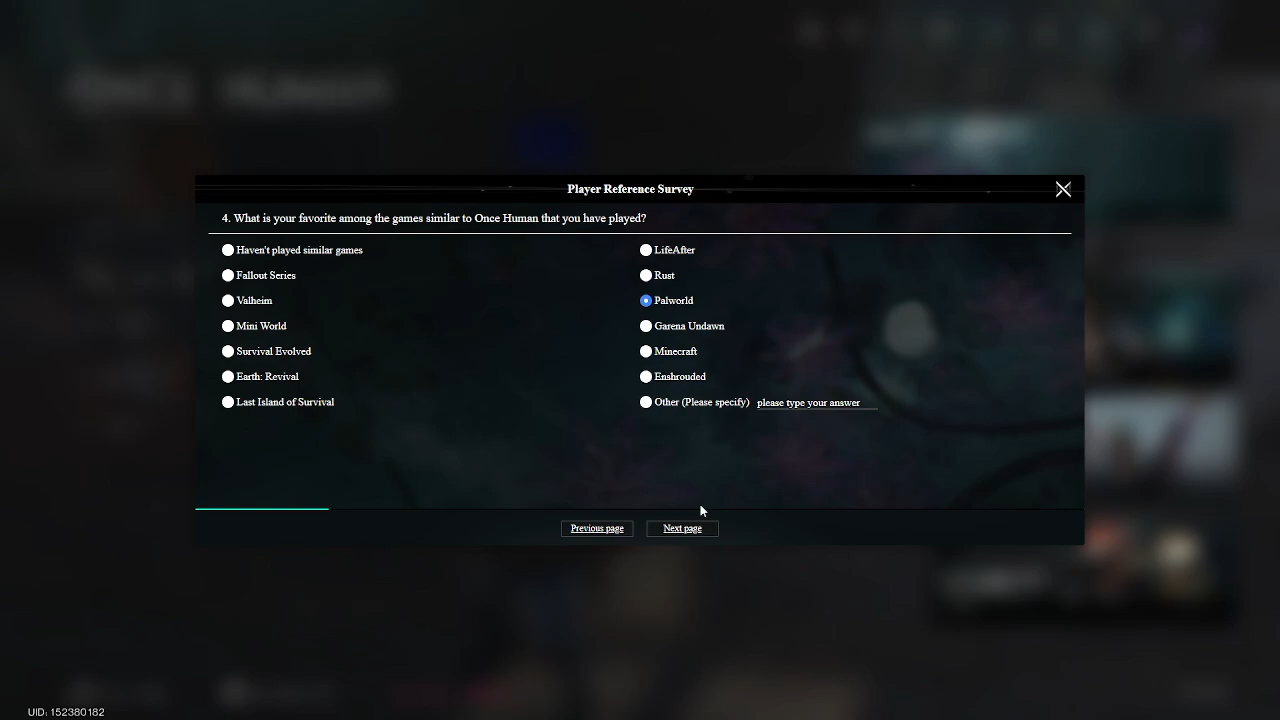 ONCE HUMAN
Player Reference Survey
4. What is your favorite among the games similar to Once Human that you have played?
Haven't played similar games
LifeAfter
Fallout Series
Rust
Valheim
Palworld
Mini World
Garena Undawn
Survival Evolved
Minecraft
Earth: Revival
Enshrouded
Last Island of Survival
Other (Please specify) please type your answer
Previous page
Next page
UID: 152380182